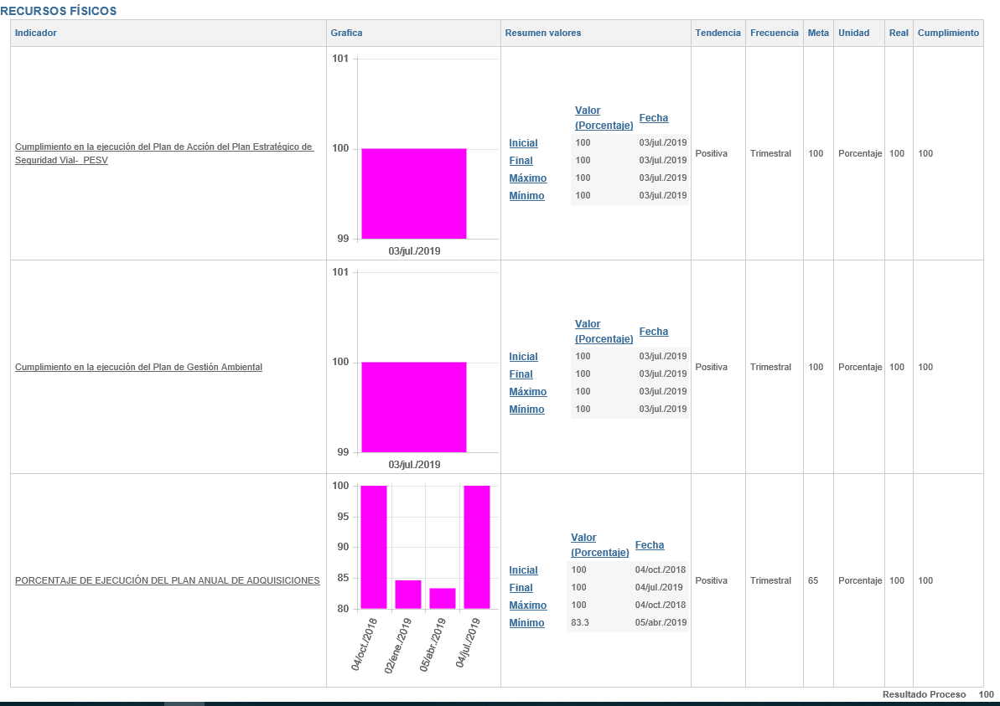 RECURSOS FÍSICOS
Indicador Grafica Resumen valores Tendencia Frecuencia Meta Unidad Real Cumplimiento
Cumplimiento en la ejecución del Plan de Acción del Plan Estratégico de
Seguridad Vial- PESV
101
100
99
03/jul./2019
Valor
(Porcentaje) Fecha
Inicial 100 03/jul./2019
Final 100 03/jul./2019
Máximo 100 03/jul./2019
Mínimo 100 03/jul./2019
Positiva Trimestral 100 Porcentaje 100 100
Cumplimiento en la ejecución del Plan de Gestión Ambiental
101
100
99
03/jul./2019
Valor
(Porcentaje) Fecha
Inicial 100 03/jul./2019
Final 100 03/jul./2019
Máximo 100 03/jul./2019
Mínimo 100 03/jul./2019
Positiva Trimestral 100 Porcentaje 100 100
PORCENTAJE DE EJECUCIÓN DEL PLAN ANUAL DE ADQUISICIONES
100
95
90
85
80
04/oct./2018 02/ene./2019 05/abr./2019 04/jul./2019
Valor
(Porcentaje) Fecha
Inicial 100 04/oct./2018
Final 100 04/jul./2019
Máximo 100 04/oct./2018
Mínimo 83.3 05/abr./2019
Positiva Trimestral 65 Porcentaje 100 100
Resultado Proceso 100